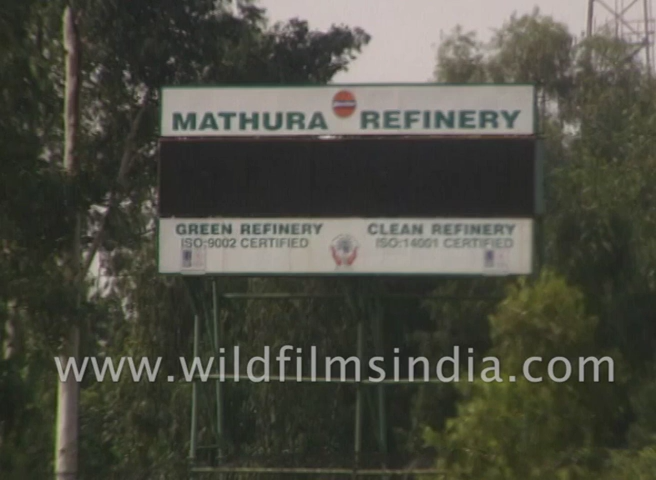 MATHURA REFINERY
GREEN REFINERY
ISO:9002 CERTIFIED
CLEAN REFINERY
ISO:14001 CERTIFIED
www.wildfilmsindia.com